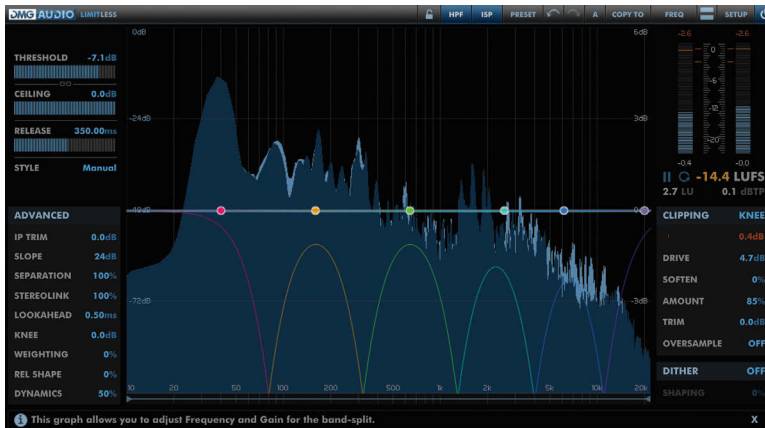 DMG AUDIO LIMITLESS
HPF ISP PRESET A COPY TO FREQ SETUP
THRESHOLD -7.1dB
CEILING 0.0dB
RELEASE 350.00ms
STYLE Manual
ADVANCED
IP TRIM 0.0dB
SLOPE 24dB
SEPARATION 100%
STEREOLINK 100%
LOOKAHEAD 0.50ms
KNEE 0.0dB
WEIGHTING 0%
REL SHAPE 0%
DYNAMICS 50%
0dB 6dB
-24dB 3dB
-48dB
-72dB -3dB
10 20 50 100 200 500 1k 2k 5k 10k 20k
-2.6 -2.6
0
-6
-12
-20
-0.4 -0.0
-14.4 LUFS
2.7 LU 0.1 dBTP
CLIPPING KNEE
0.4dB
DRIVE 4.7dB
SOFTEN 0%
AMOUNT 85%
TRIM 0.0dB
OVERSAMPLE OFF
DITHER OFF
SHAPING 0%
This graph allows you to adjust Frequency and Gain for the band-split. X